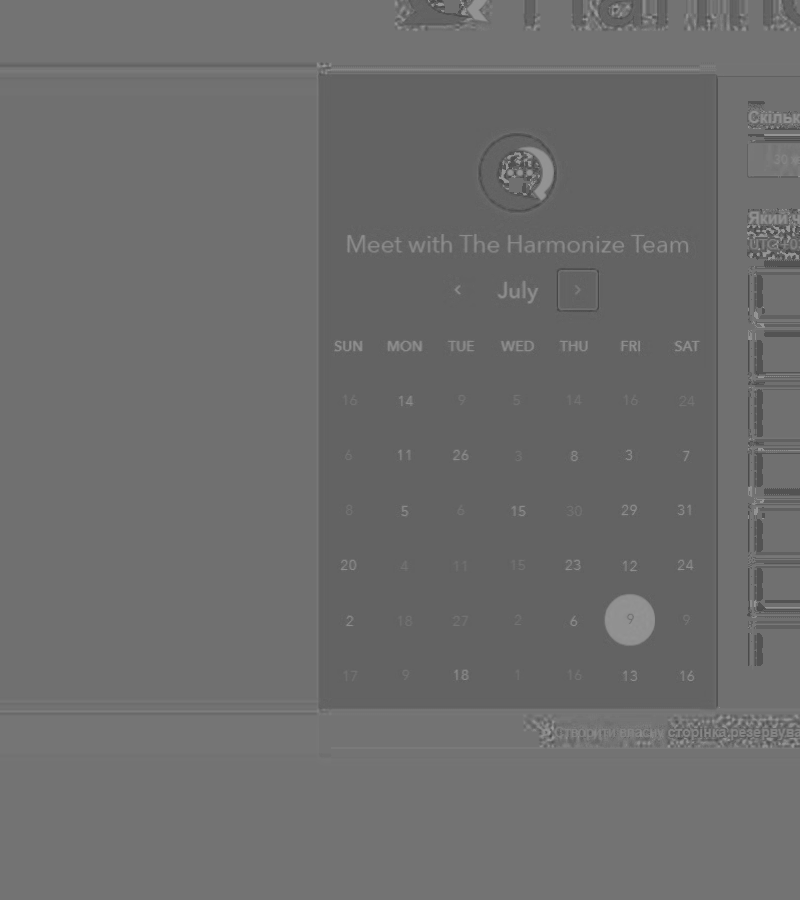 Harmo
Meet with The Harmonize Team
‹ July ›
SUN MON TUE WED THU FRI SAT
16 14 9 5 14 16 24
6 11 26 3 8 3 7
8 5 6 15 30 29 31
20 4 11 15 23 12 24
2 18 27 2 6 9 9
17 9 18 1 16 13 16
Скільк
30
Який ч
UTC
Створити власну сторінка резервува